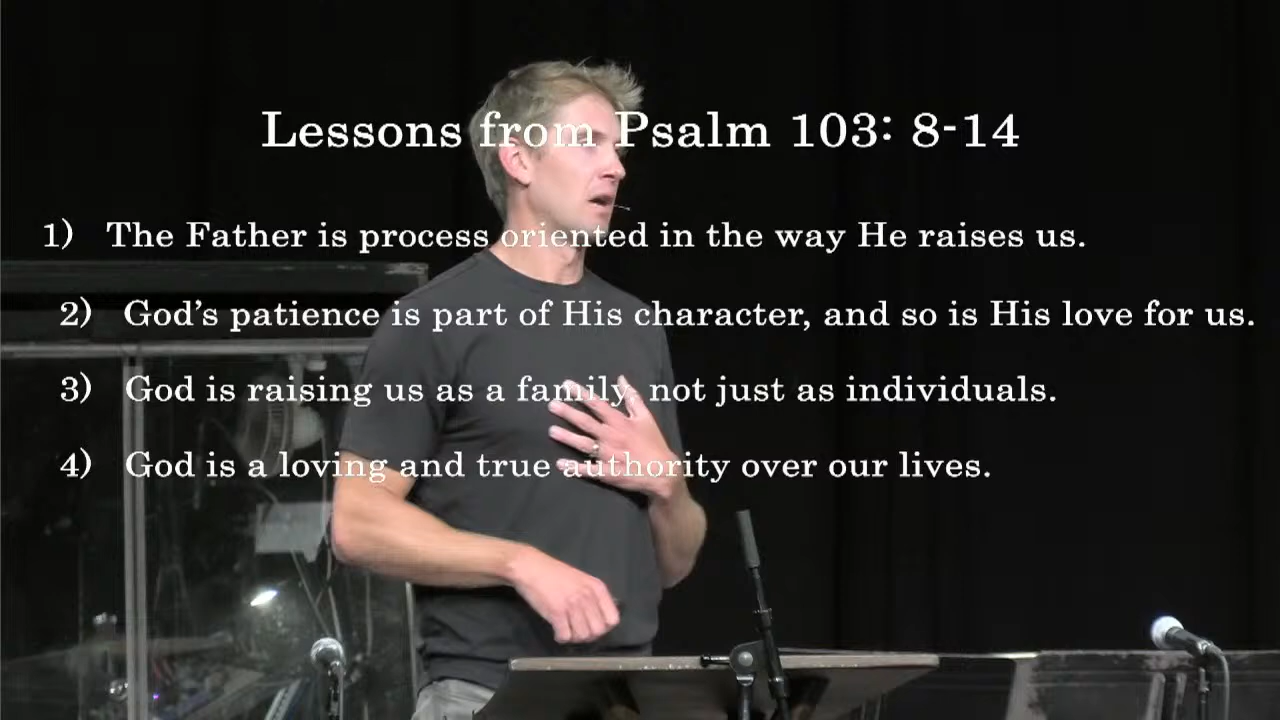 Lessons from Psalm 103: 8-14
1) The Father is process oriented in the way He raises us.
2) God's patience is part of His character, and so is His love for us.
3) God is raising us as a family, not just as individuals.
4) God is a loving and true authority over our lives.